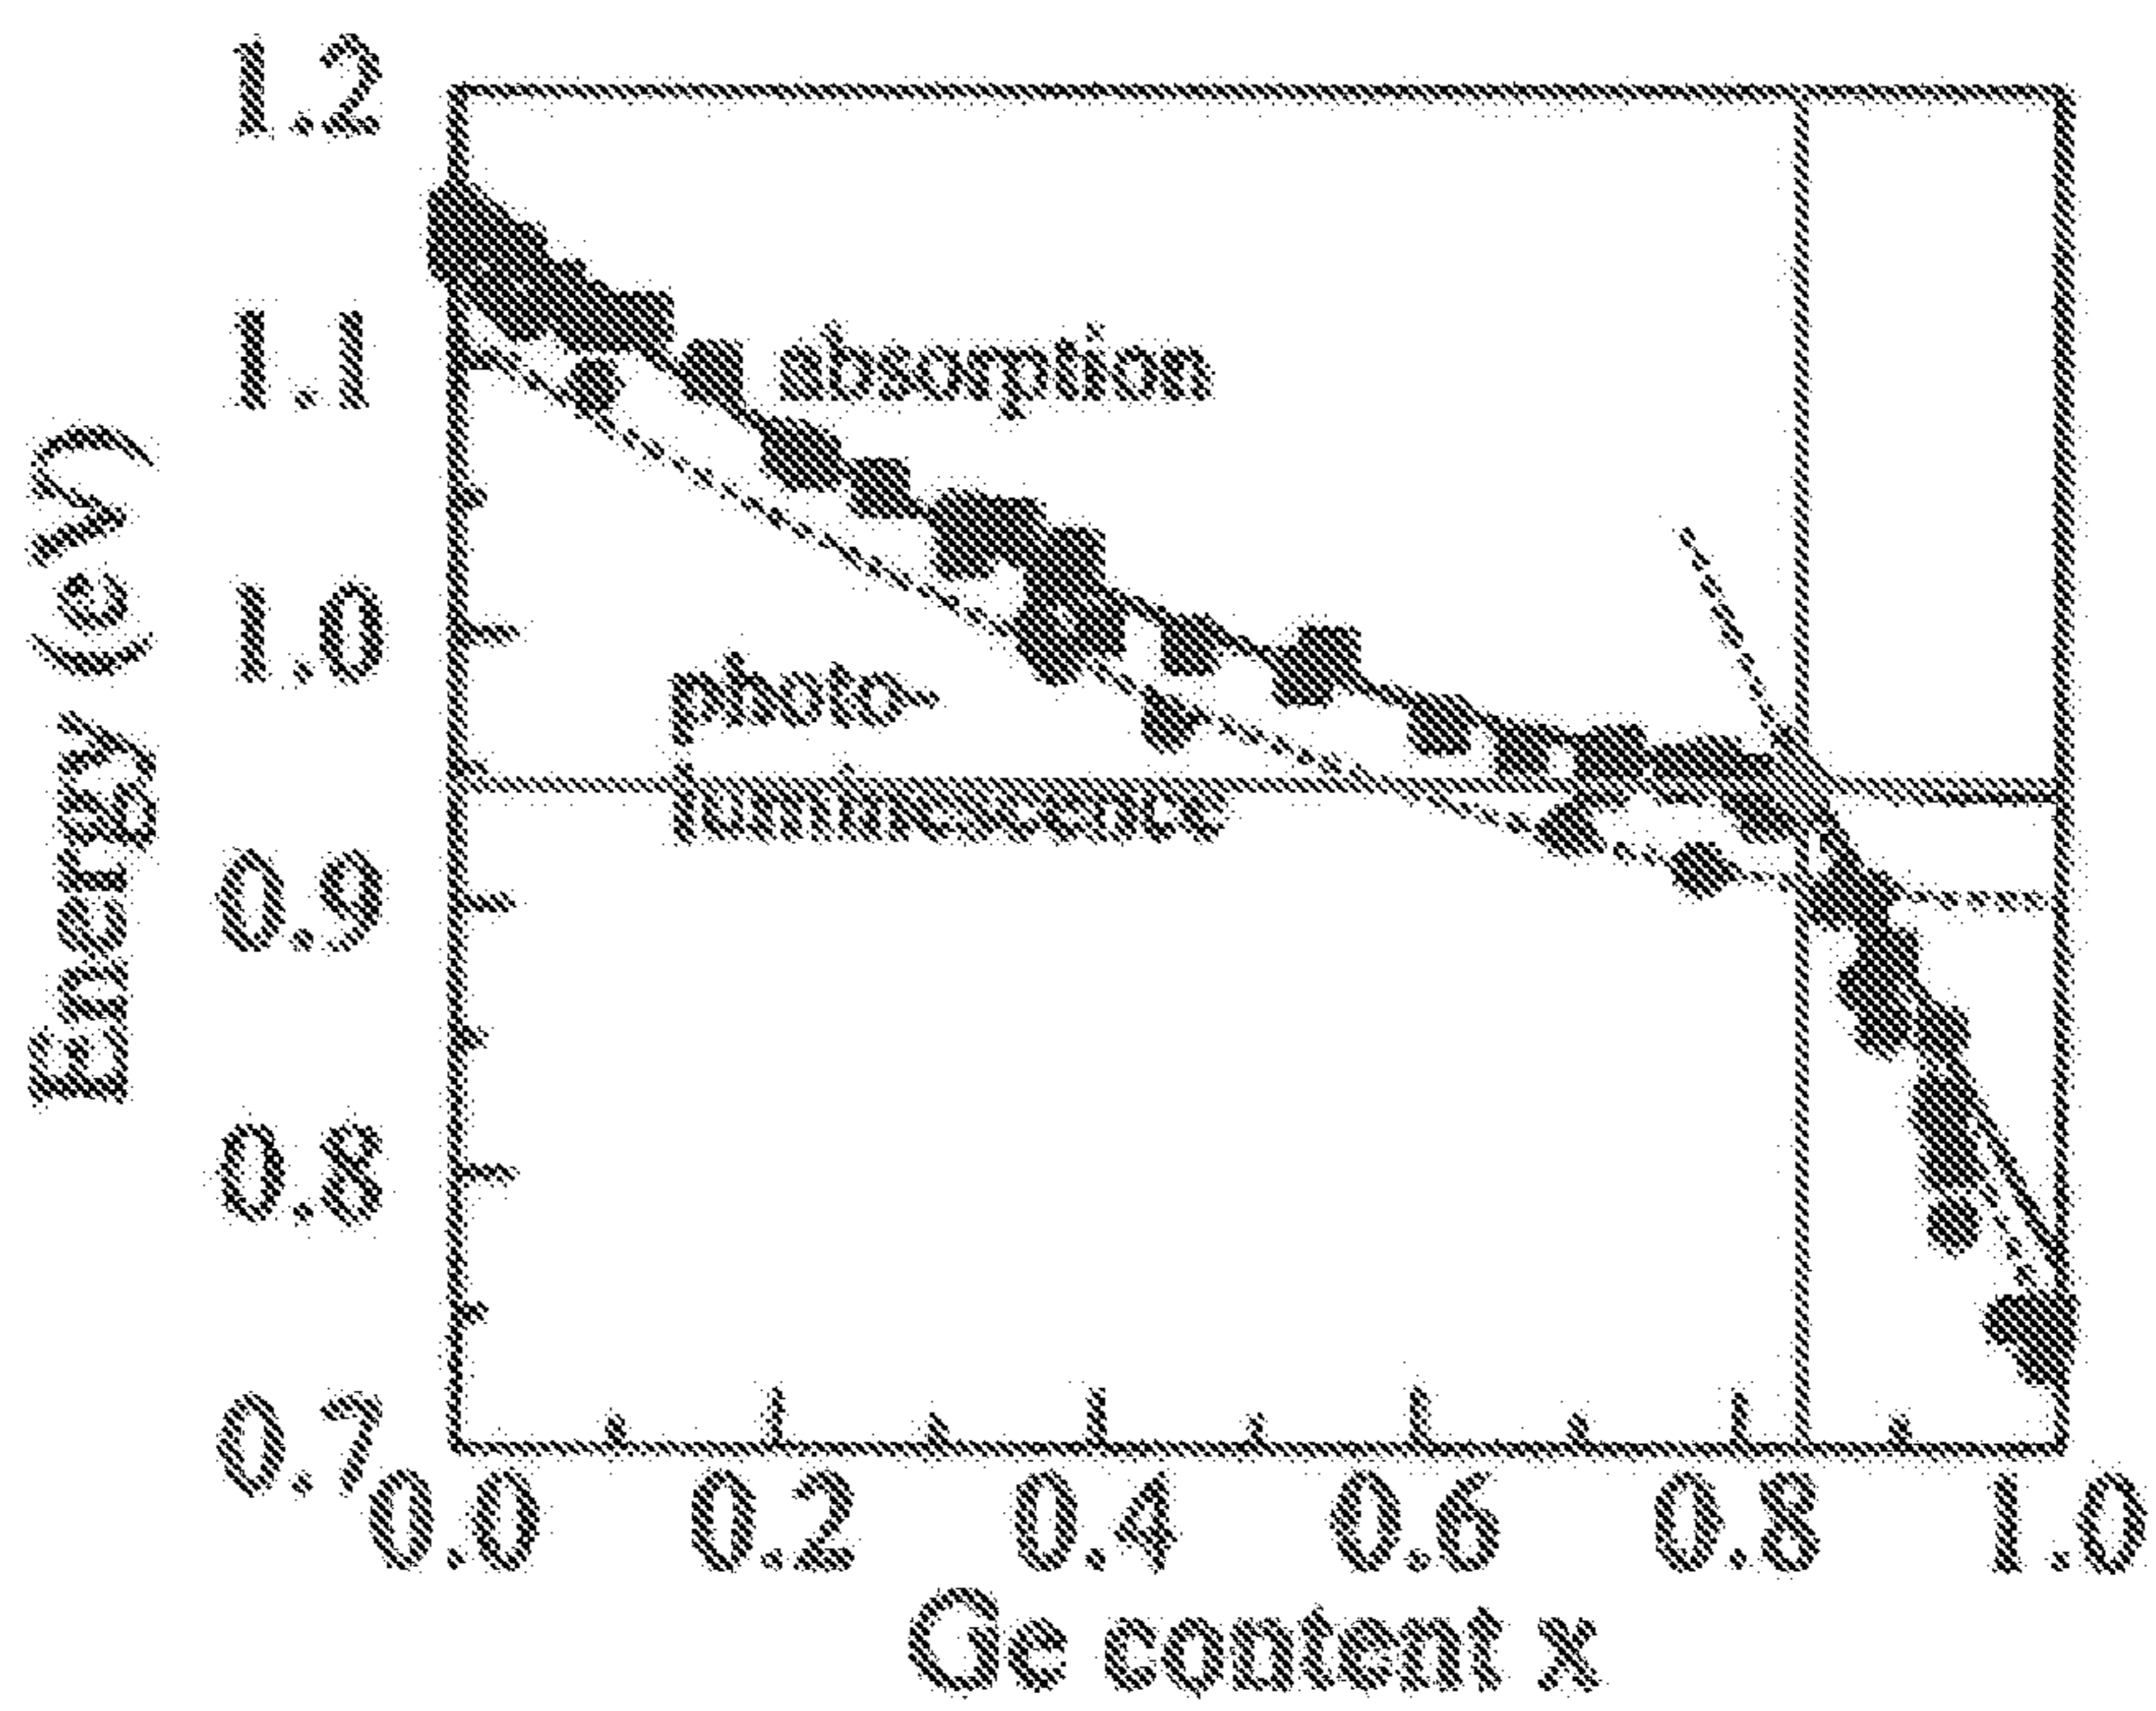 1.2
1.1
1.0
0.9
0.8
0.7
Energy (eV)
absorption
photo-
luminescence
0.0 0.2 0.4 0.6 0.8 1.0
Ge content x